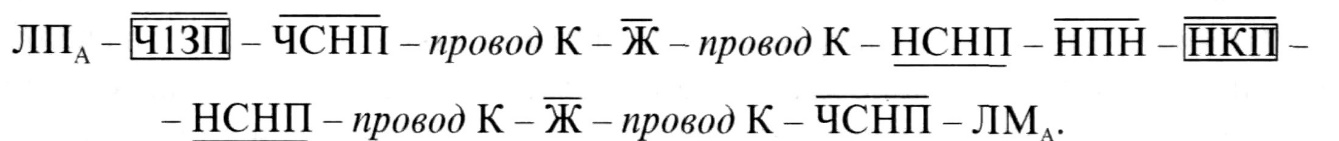 ЛПА – Ч1ЗП – ЧСНП – провод К – Ж – провод К – НСНП – НПН – НКП –
– НСНП – провод К – Ж – провод К – ЧСНП – ЛМА.